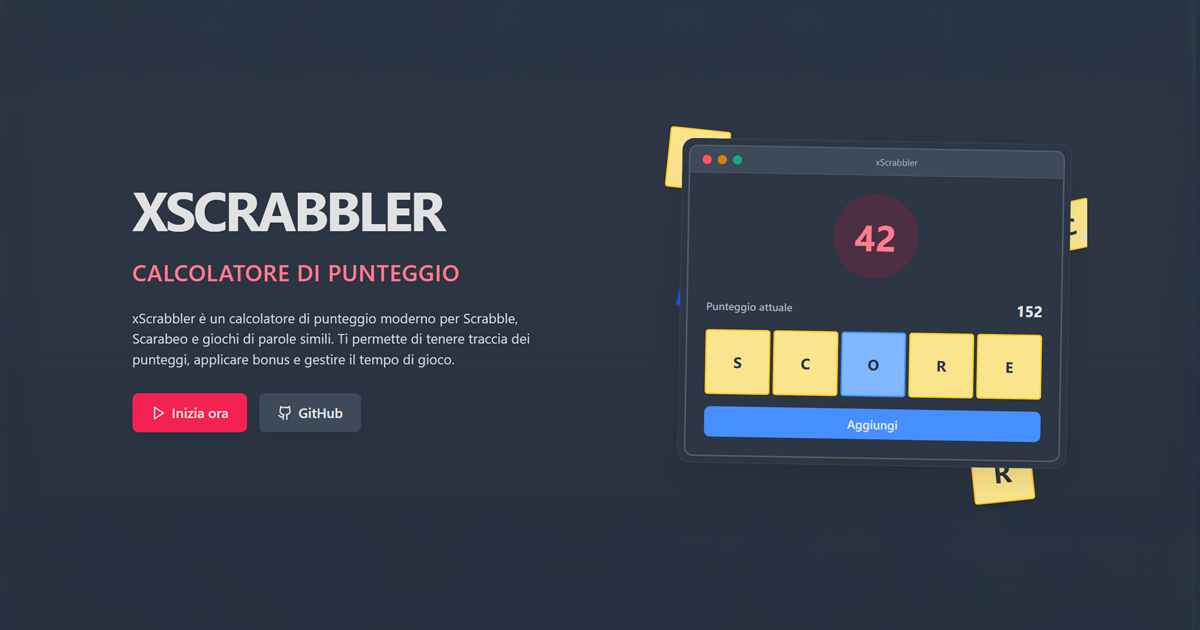 XSCRABBLER
CALCOLATORE DI PUNTEGGIO
xScrabbler è un calcolatore di punteggio moderno per Scrabble,
Scarabeo e giochi di parole simili. Ti permette di tenere traccia dei
punteggi, applicare bonus e gestire il tempo di gioco.
Inizia ora
GitHub
xScrabbler
42
Punteggio attuale
152
S C O R E
Aggiungi
R